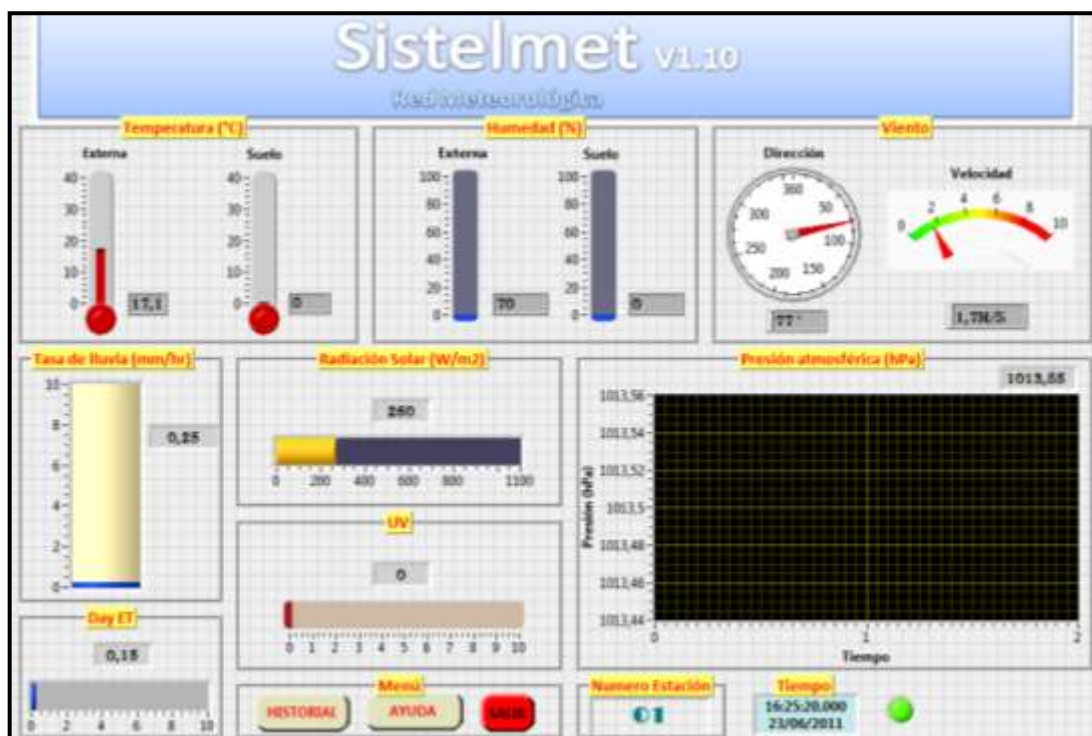 Sistelmet V1.10
Red Meteorológica
Temperatura (°C)
Externa
Suelo
40
30
20
10
0
17,1
40
30
20
10
0
0
Humedad (%)
Externa
Suelo
100
80
60
40
20
0
70
100
80
60
40
20
0
0
Viento
Dirección
360
50
100
150
200
250
300
77°
Velocidad
0 2 4 6 8 10
1,7M/S
Tasa de lluvia (mm/hr)
10
8
6
4
2
0
0,25
Radiación Solar (W/m2)
260
0 200 400 600 800 1100
UV
0
0 1 2 3 4 5 6 7 8 9 10
Presión atmosférica (hPa)
1013,55
Presión (hPa)
1013,56
1013,54
1013,52
1013,5
1013,48
1013,46
1013,44
0 1 2
Tiempo
Day ET
0,15
0 2 4 6 8 10
Menú
HISTORIAL AYUDA SALIR
Numero Estación
01
Tiempo
16:25:20.000
23/06/2011